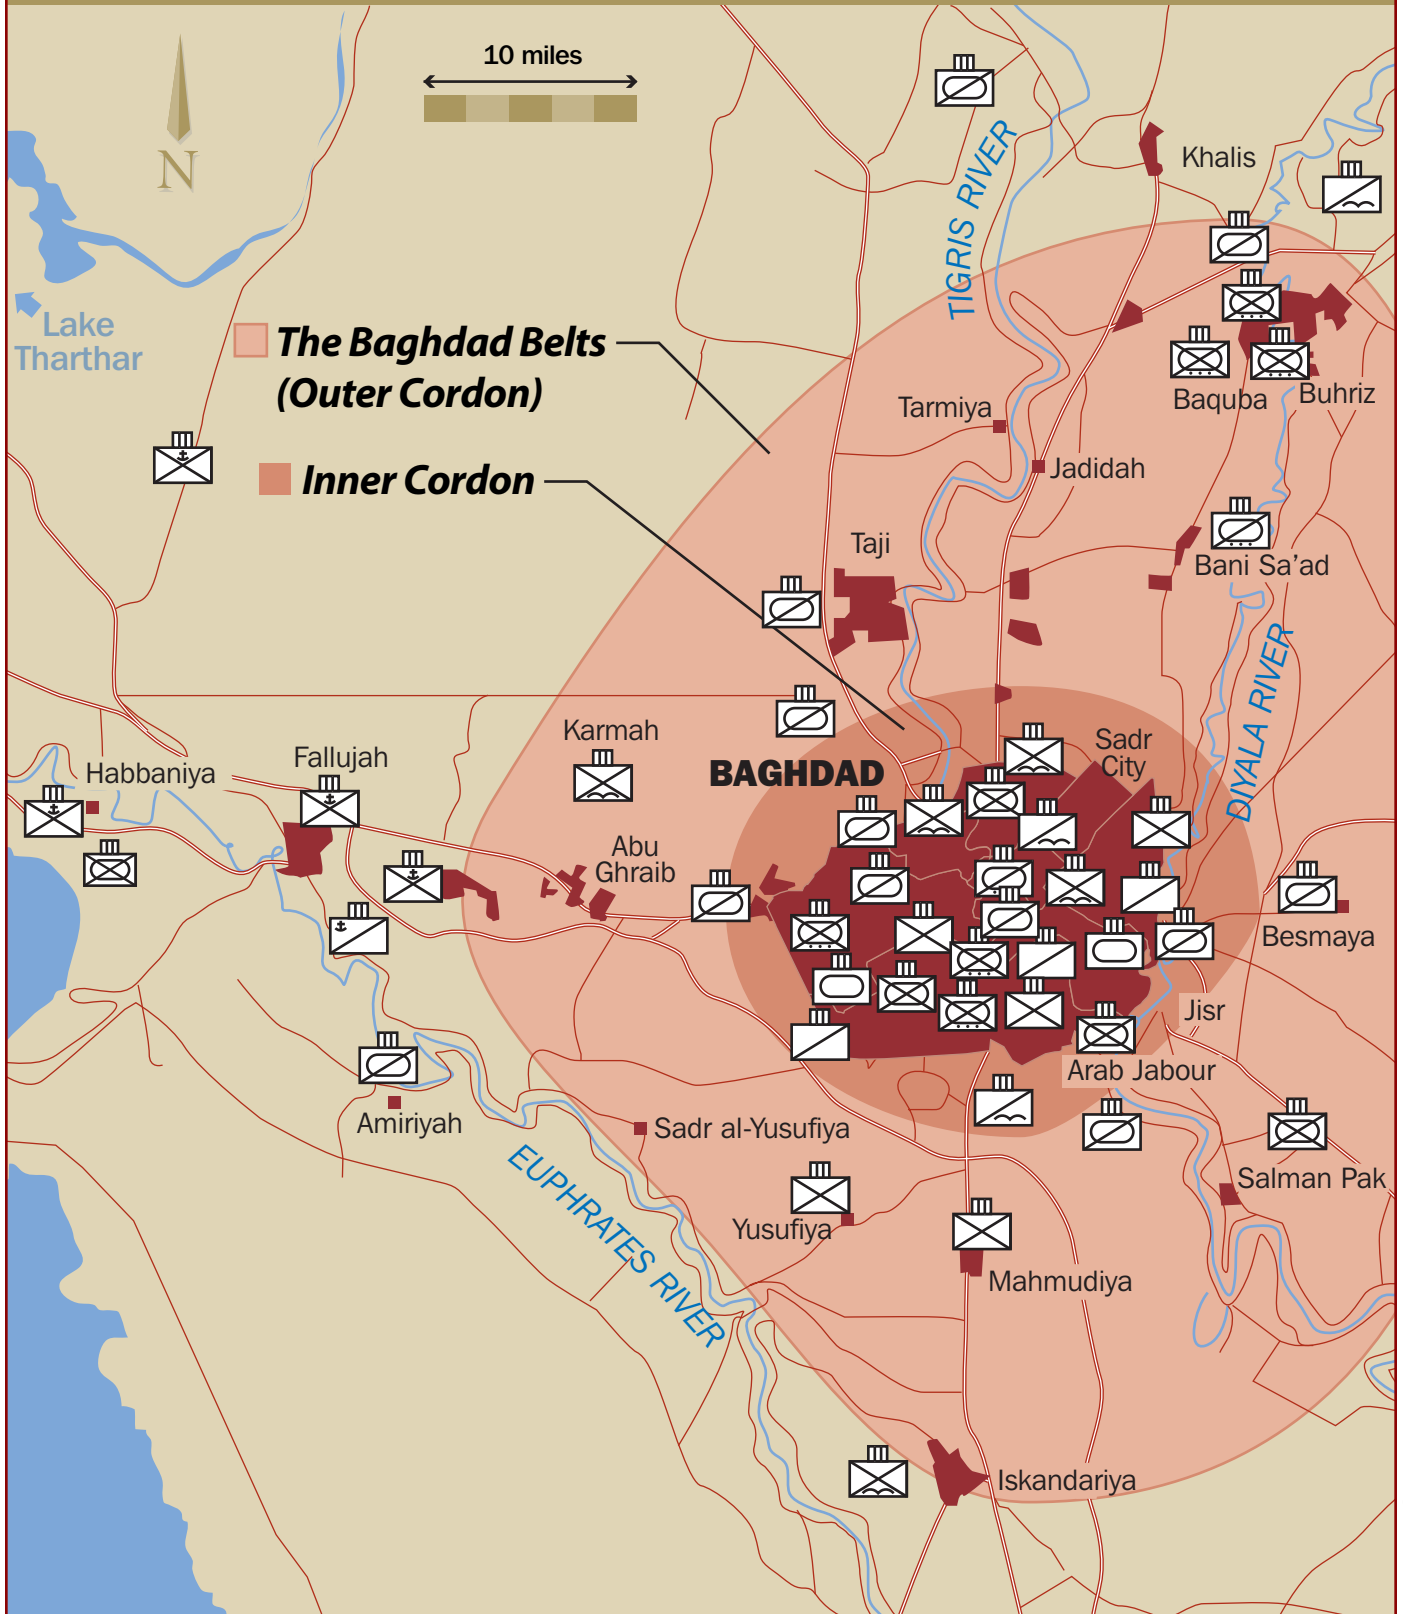 10 miles
N
Khalis
TIGRIS RIVER
Lake
Tharthar
The Baghdad Belts
(Outer Cordon)
Baquba
Buhriz
Tarmiya
Inner Cordon
Jadidah
Taji
Bani Sa’ad
DIYALA RIVER
Karmah
Sadr
City
Fallujah
Habbaniya
BAGHDAD
Abu
Ghraib
Besmaya
Jisr
Arab Jabour
Amiriyah
Sadr al-Yusufiya
EUPHRATES RIVER
Salman Pak
Yusufiya
Mahmudiya
Iskandariya